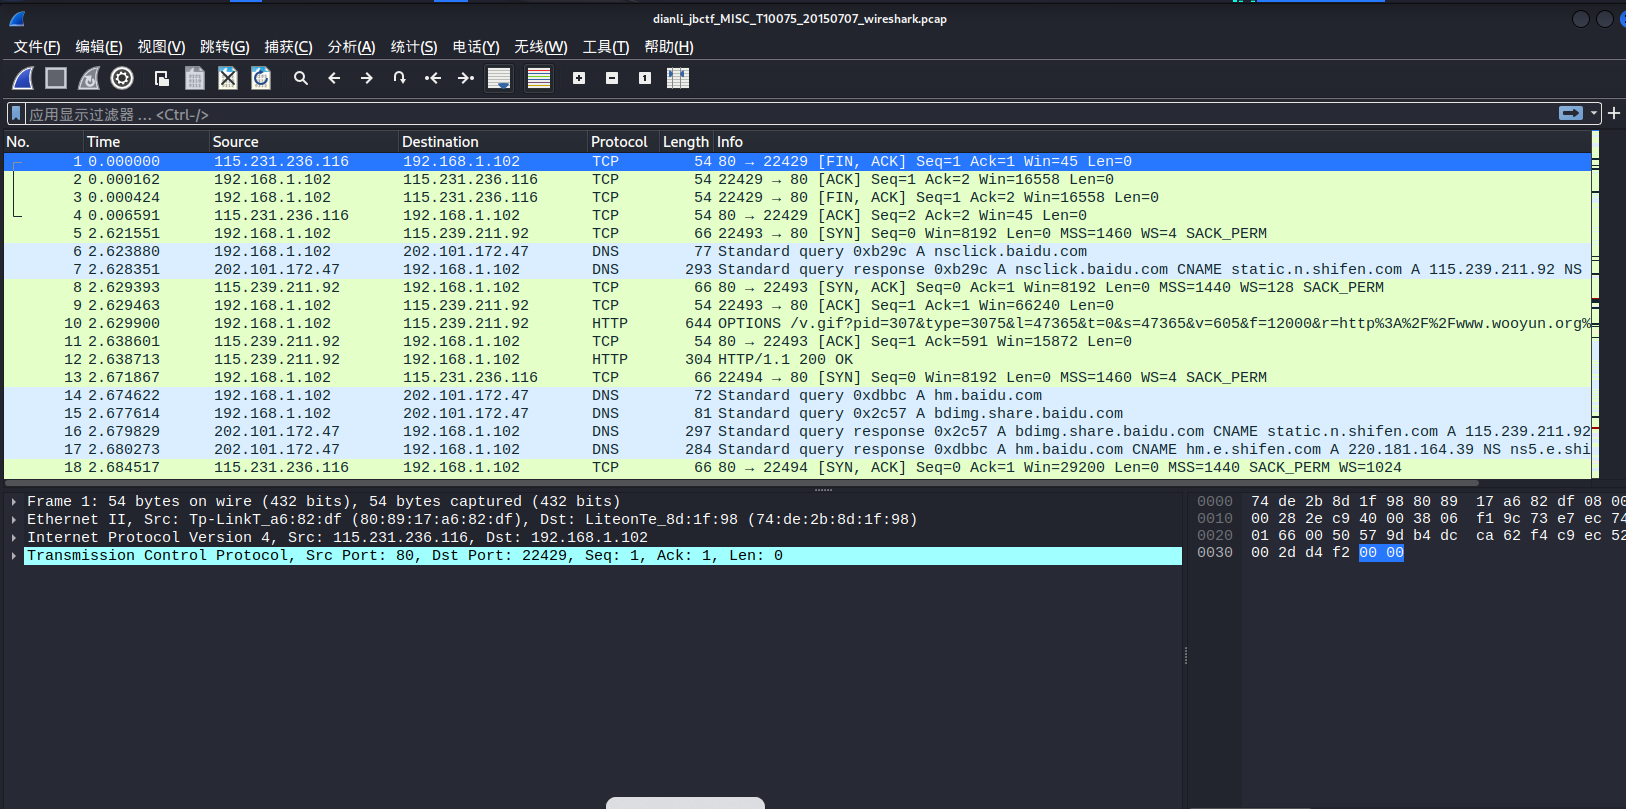 dianli_jbctf_MISC_T10075_20150707_wireshark.pcap
文件(F) 编辑(E) 视图(V) 跳转(G) 捕获(C) 分析(A) 统计(S) 电话(Y) 无线(W) 工具(T) 帮助(H)
应用显示过滤器 … <Ctrl-/>
No. Time Source Destination Protocol Length Info
1 0.000000 115.231.236.116 192.168.1.102 TCP 54 80 → 22429 [FIN, ACK] Seq=1 Ack=1 Win=45 Len=0
2 0.000162 192.168.1.102 115.231.236.116 TCP 54 22429 → 80 [ACK] Seq=1 Ack=2 Win=16558 Len=0
3 0.000424 192.168.1.102 115.231.236.116 TCP 54 22429 → 80 [FIN, ACK] Seq=1 Ack=2 Win=16558 Len=0
4 0.006591 115.231.236.116 192.168.1.102 TCP 54 80 → 22429 [ACK] Seq=2 Ack=2 Win=45 Len=0
5 2.621551 192.168.1.102 115.239.211.92 TCP 66 22493 → 80 [SYN] Seq=0 Win=8192 Len=0 MSS=1460 WS=4 SACK_PERM
6 2.623880 192.168.1.102 202.101.172.47 DNS 77 Standard query 0xb29c A nsclick.baidu.com
7 2.628351 202.101.172.47 192.168.1.102 DNS 293 Standard query response 0xb29c A nsclick.baidu.com CNAME static.n.shifen.com A 115.239.211.92 NS
8 2.629393 115.239.211.92 192.168.1.102 TCP 66 80 → 22493 [SYN, ACK] Seq=0 Ack=1 Win=8192 Len=0 MSS=1440 WS=128 SACK_PERM
9 2.629463 192.168.1.102 115.239.211.92 TCP 54 22493 → 80 [ACK] Seq=1 Ack=1 Win=66240 Len=0
10 2.629900 192.168.1.102 115.239.211.92 HTTP 644 OPTIONS /v.gif?pid=307&type=3075&l=47365&t=0&s=47365&v=605&f=12000&r=http%3A%2F%2Fwww.wooyun.org%
11 2.638601 115.239.211.92 192.168.1.102 TCP 54 80 → 22493 [ACK] Seq=1 Ack=591 Win=15872 Len=0
12 2.638713 115.239.211.92 192.168.1.102 HTTP 304 HTTP/1.1 200 OK
13 2.671867 192.168.1.102 115.231.236.116 TCP 66 22494 → 80 [SYN] Seq=0 Win=8192 Len=0 MSS=1460 WS=4 SACK_PERM
14 2.674622 192.168.1.102 202.101.172.47 DNS 72 Standard query 0xdbbc A hm.baidu.com
15 2.677614 192.168.1.102 202.101.172.47 DNS 81 Standard query 0x2c57 A bdimg.share.baidu.com
16 2.679829 202.101.172.47 192.168.1.102 DNS 297 Standard query response 0x2c57 A bdimg.share.baidu.com CNAME static.n.shifen.com A 115.239.211.92
17 2.680273 202.101.172.47 192.168.1.102 DNS 284 Standard query response 0xdbbc A hm.baidu.com CNAME hm.e.shifen.com A 220.181.164.39 NS ns5.e.shi
18 2.684517 115.231.236.116 192.168.1.102 TCP 66 80 → 22494 [SYN, ACK] Seq=0 Ack=1 Win=29200 Len=0 MSS=1440 SACK_PERM WS=1024
Frame 1: 54 bytes on wire (432 bits), 54 bytes captured (432 bits)
Ethernet II, Src: Tp-LinkT_a6:82:df (80:89:17:a6:82:df), Dst: LiteonTe_8d:1f:98 (74:de:2b:8d:1f:98)
Internet Protocol Version 4, Src: 115.231.236.116, Dst: 192.168.1.102
Transmission Control Protocol, Src Port: 80, Dst Port: 22429, Seq: 1, Ack: 1, Len: 0
0000 74 de 2b 8d 1f 98 80 89 17 a6 82 df 08 00
0010 00 28 2e c9 40 00 38 06 f1 9c 73 e7 ec 74
0020 01 66 00 50 57 9d b4 dc ca 62 f4 c9 ec 52
0030 00 2d d4 f2 00 00